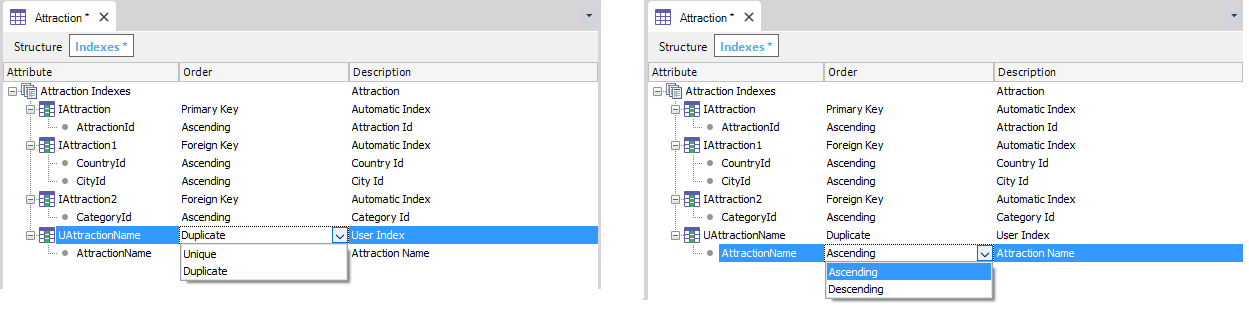 Attraction *
Structure Indexes *
Attribute Order Description
Attraction Indexes Attraction
IAttraction Primary Key Automatic Index
AttractionId Ascending Attraction Id
IAttraction1 Foreign Key Automatic Index
CountryId Ascending Country Id
CityId Ascending City Id
IAttraction2 Foreign Key Automatic Index
CategoryId Ascending Category Id
UAttractionName Duplicate User Index
AttractionName Unique Attraction Name
Duplicate
Attraction *
Structure Indexes *
Attribute Order Description
Attraction Indexes Attraction
IAttraction Primary Key Automatic Index
AttractionId Ascending Attraction Id
IAttraction1 Foreign Key Automatic Index
CountryId Ascending Country Id
CityId Ascending City Id
IAttraction2 Foreign Key Automatic Index
CategoryId Ascending Category Id
UAttractionName Duplicate User Index
AttractionName Ascending Attraction Name
Ascending
Descending